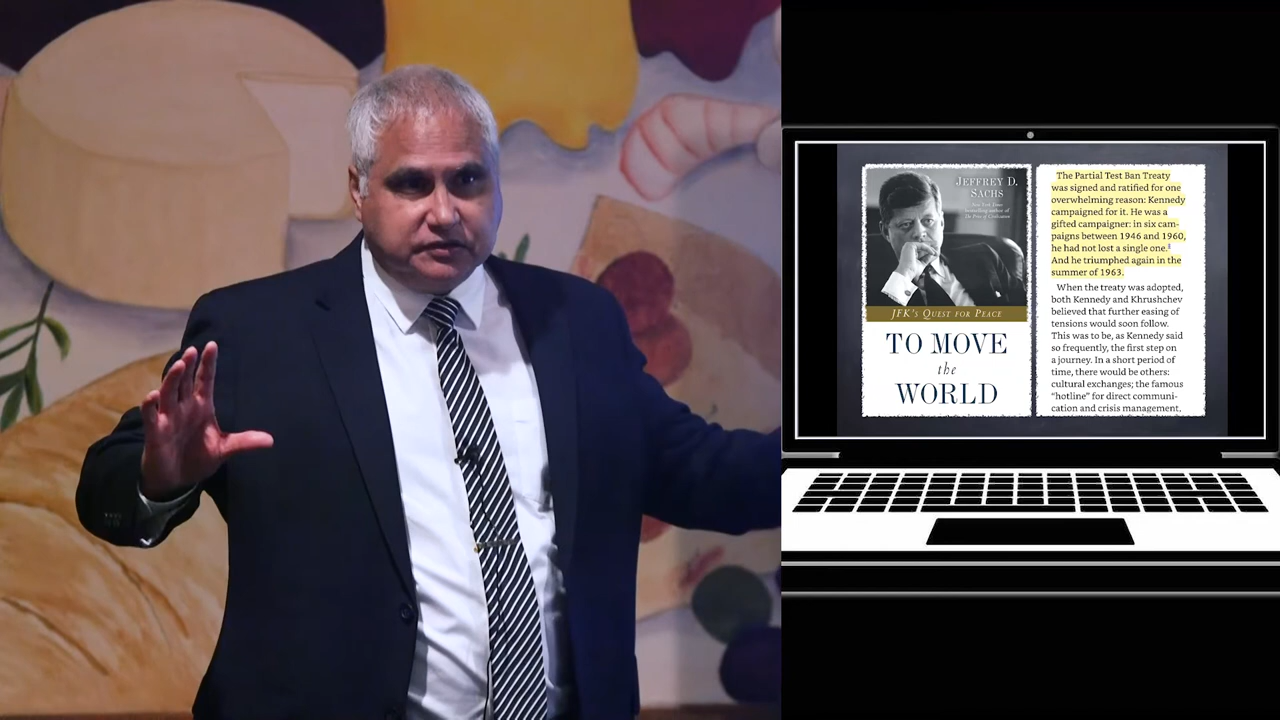 JEFFREY D.
SACHS
New York Times
bestselling author of
The Price of Civilization
JFK's QUEST FOR PEACE
TO MOVE
the
WORLD
The Partial Test Ban Treaty
was signed and ratified for one
overwhelming reason: Kennedy
campaigned for it. He was a
gifted campaigner: in six cam-
paigns between 1946 and 1960,
he had not lost a single one.
And he triumphed again in the
summer of 1963.
When the treaty was adopted,
both Kennedy and Khrushchev
believed that further easing of
tensions would soon follow.
This was to be, as Kennedy said
so frequently, the first step on
a journey. In a short period of
time, there would be others:
cultural exchanges; the famous
"hotline" for direct communi-
cation and crisis management,